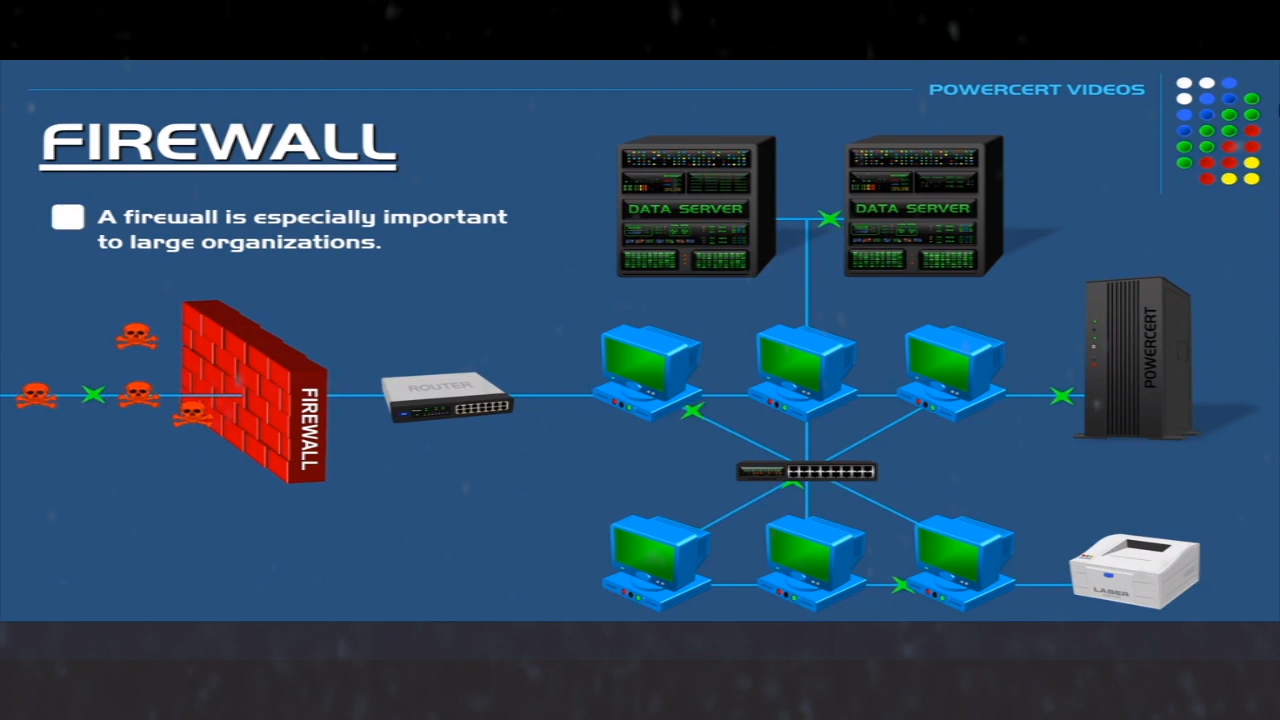 POWERCERT VIDEOS
FIREWALL
A firewall is especially important
to large organizations.
DATA SERVER
DATA SERVER
POWERCERT
FIREWALL
ROUTER
LASER